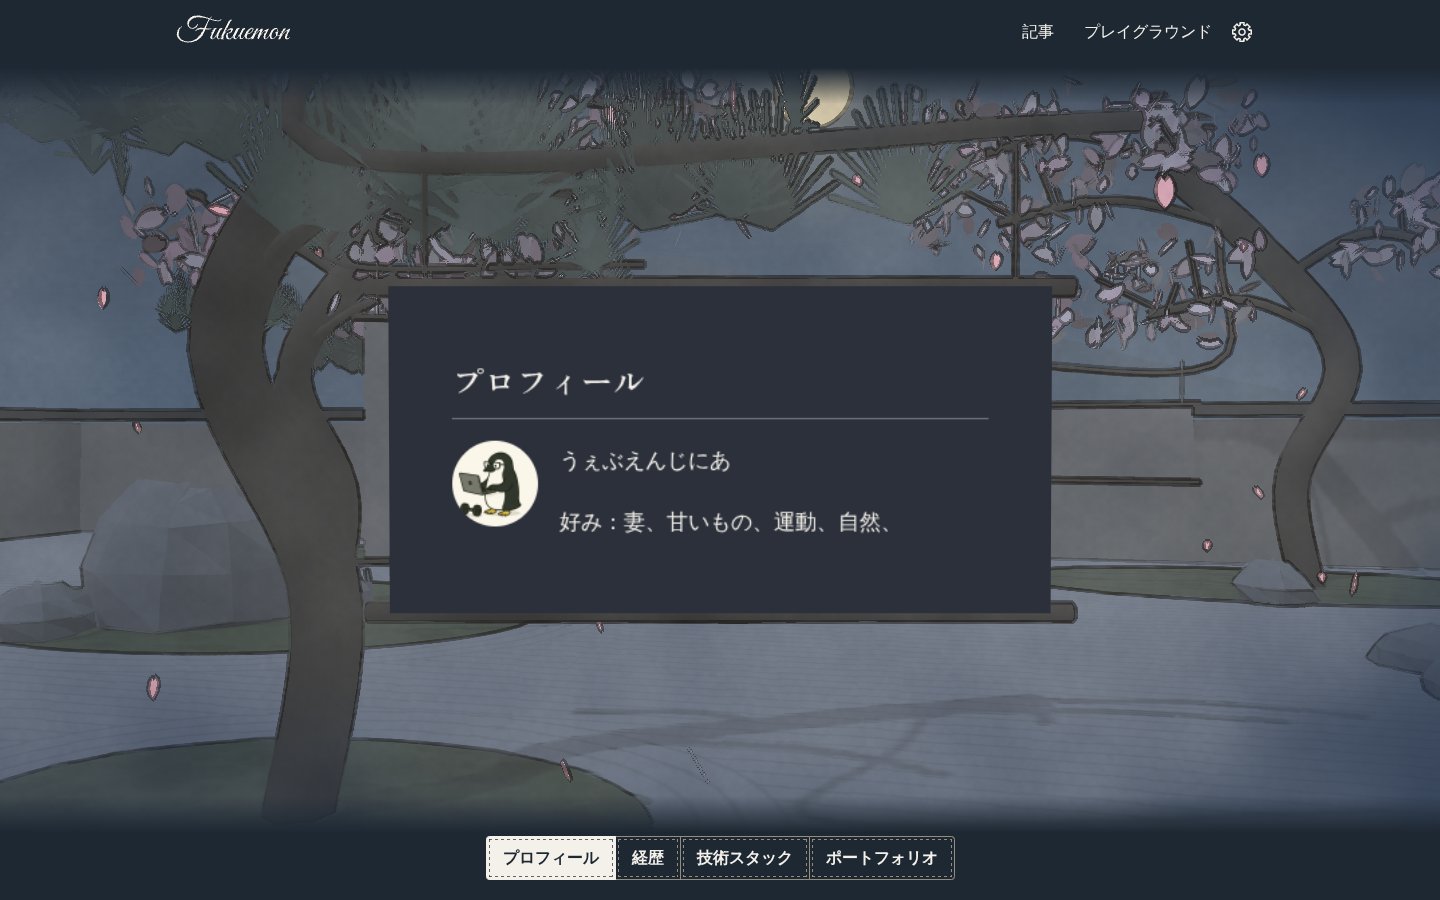 Fukuemon
記事
プレイグラウンド
プロフィール
うぇぶえんじにあ
好み：妻、甘いもの、運動、自然、
プロフィール
経歴
技術スタック
ポートフォリオ